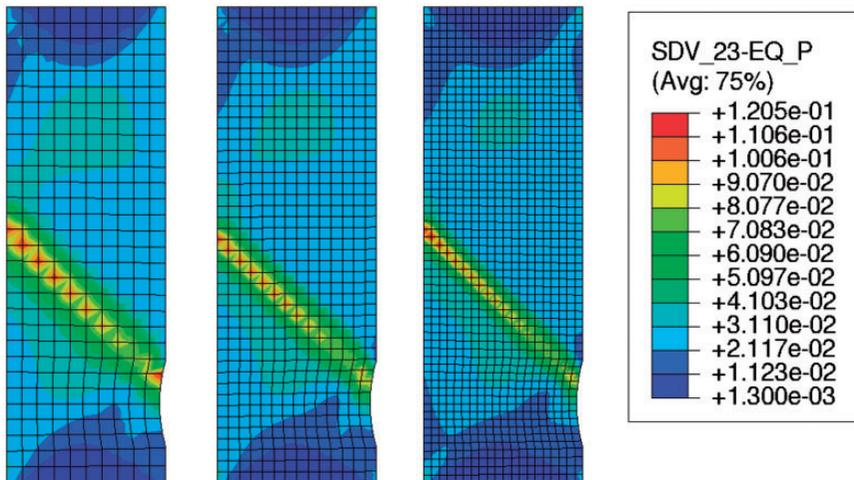 SDV_23-EQ_P
(Avg: 75%)
+1.205e-01
+1.106e-01
+1.006e-01
+9.070e-02
+8.077e-02
+7.083e-02
+6.090e-02
+5.097e-02
+4.103e-02
+3.110e-02
+2.117e-02
+1.123e-02
+1.300e-03